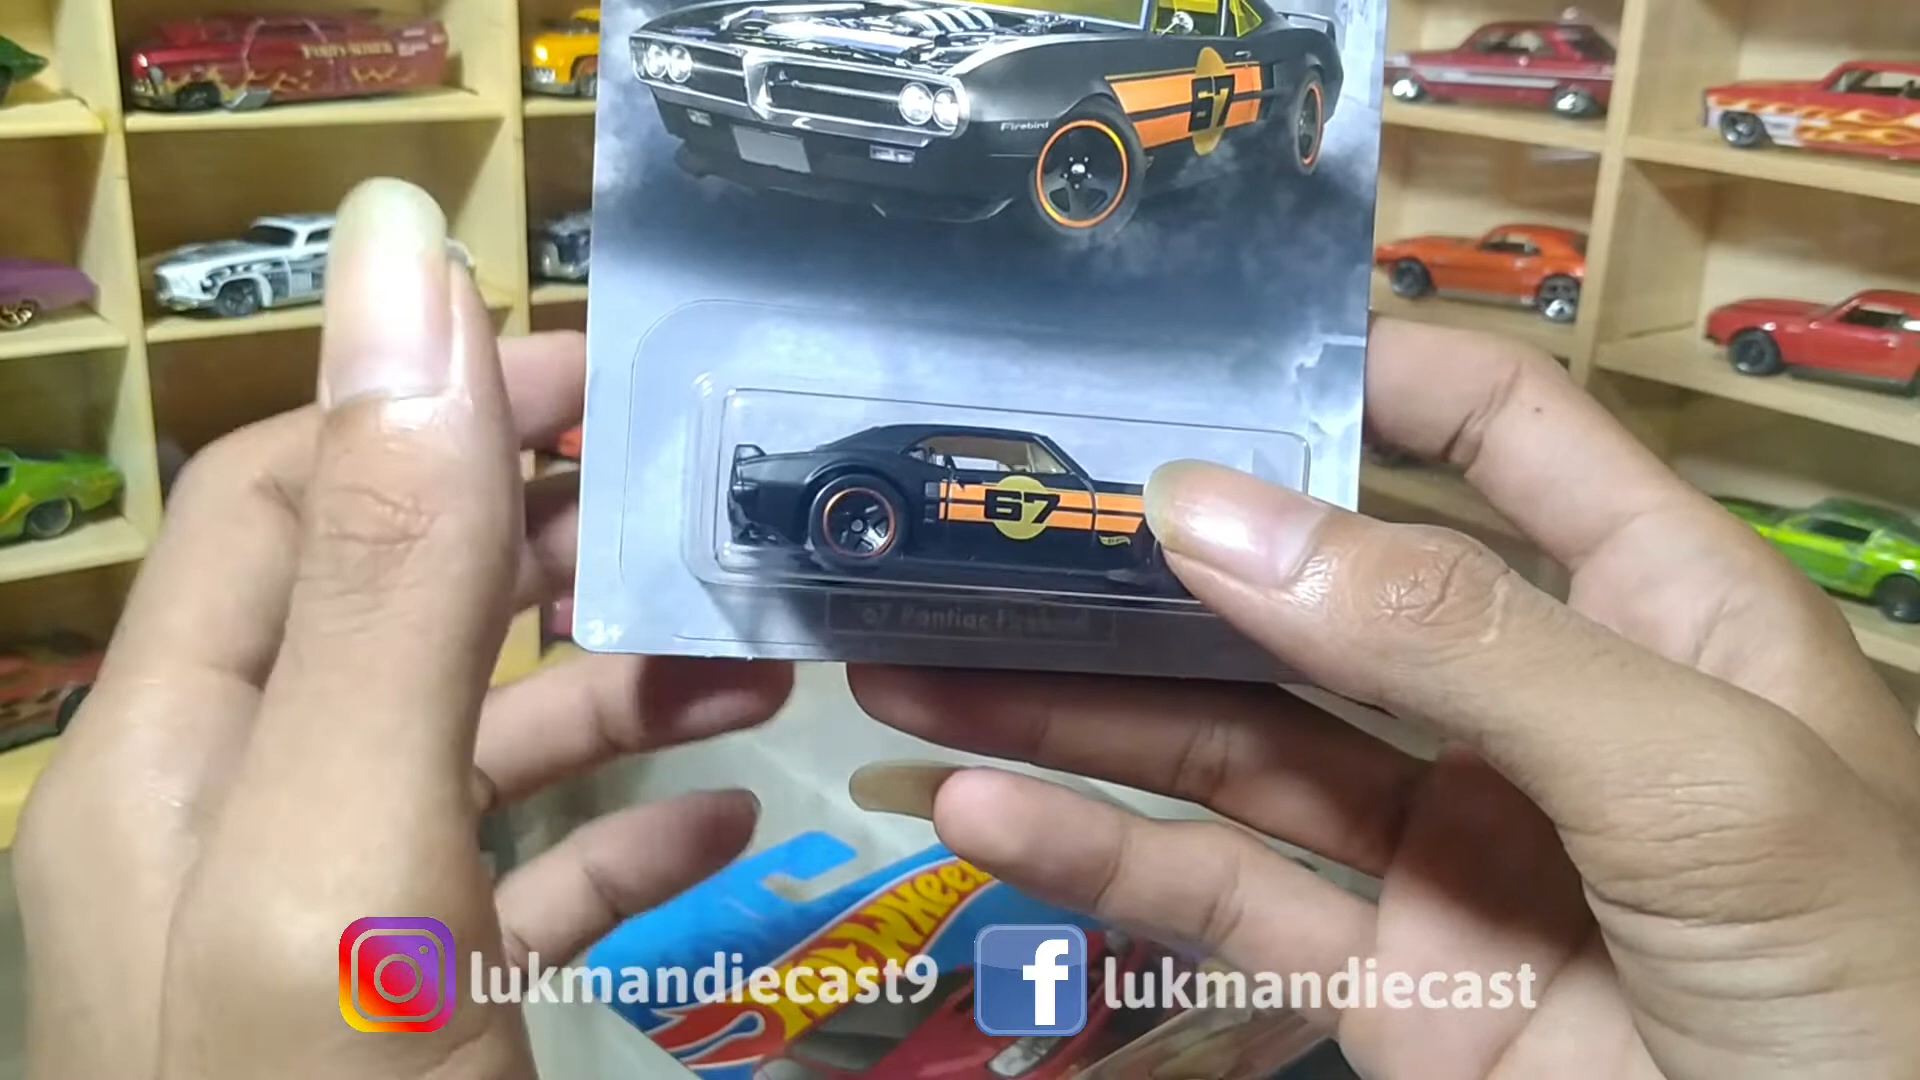 67
Firebird
67
67 Pontiac Firebird
3+
HOT WHEELS
lukmandiecast9
lukmandiecast